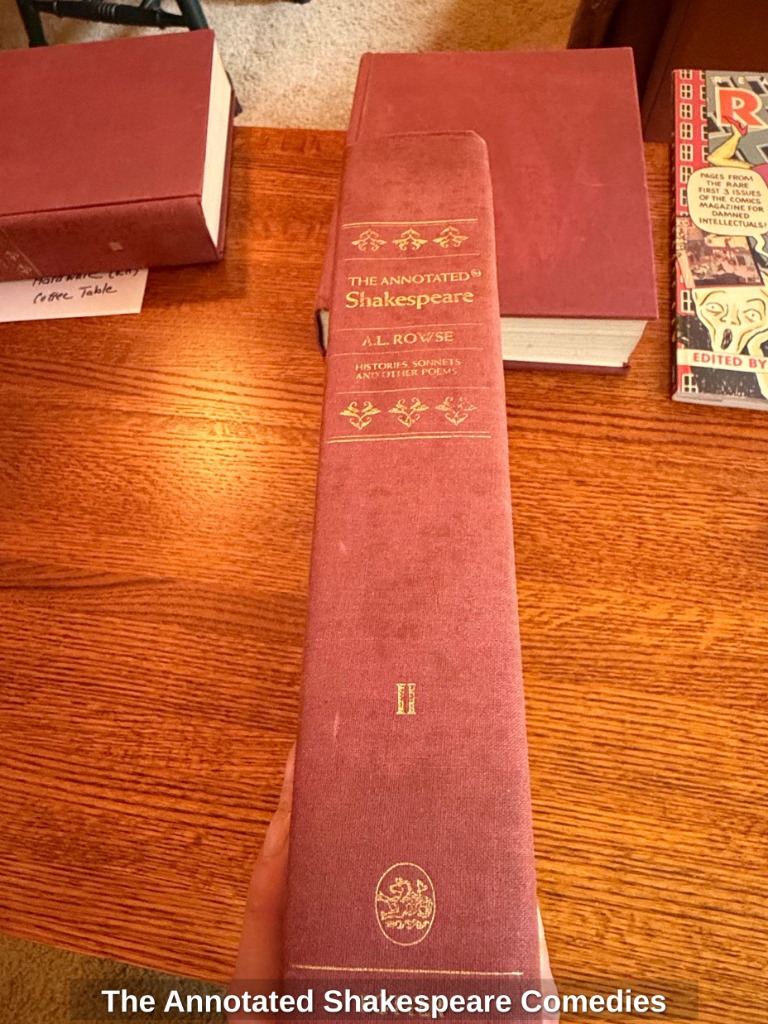 THE ANNOTATED
Shakespeare
A.L. ROWSE
HISTORIES, SONNETS
AND OTHER POEMS
II
Coffee Table
R
PAGES FROM
THE RARE
FIRST 3 ISSUES
OF THE COMICS
MAGAZINE FOR
DAMNED
INTELLECTUALS!
EDITED BY
The Annotated Shakespeare Comedies